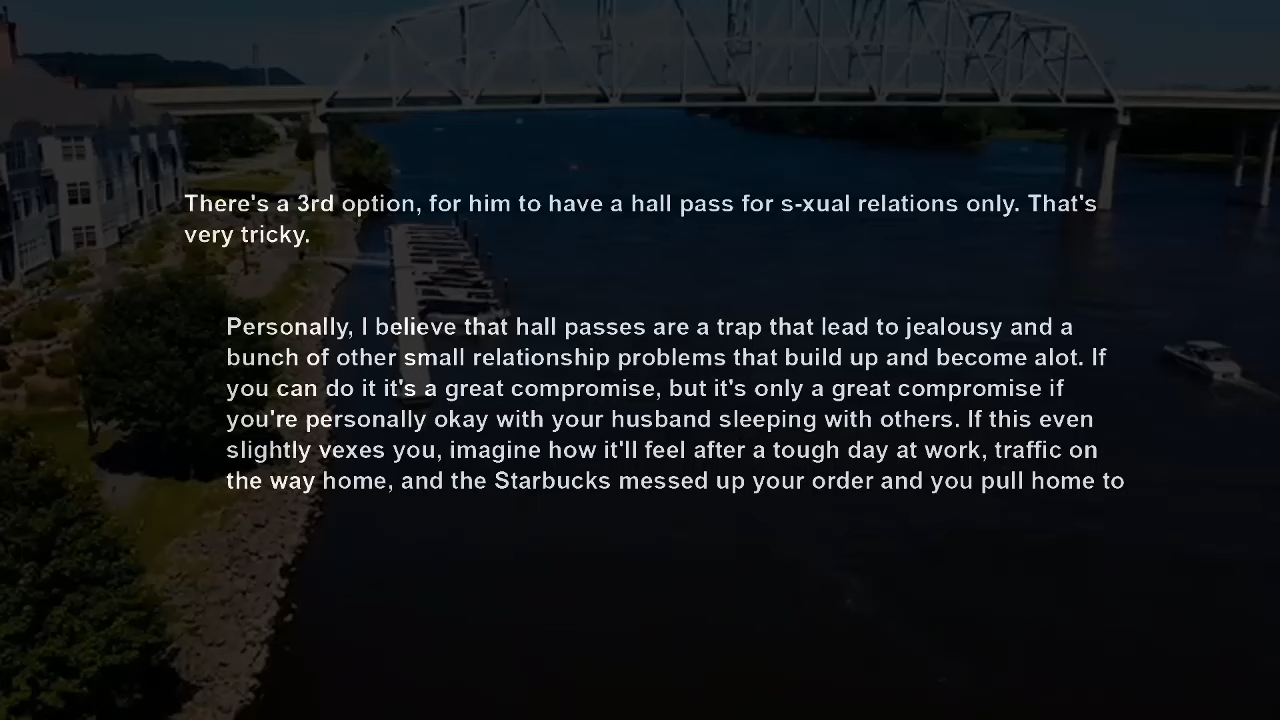 There's a 3rd option, for him to have a hall pass for s-xual relations only. That's
very tricky.
Personally, I believe that hall passes are a trap that lead to jealousy and a
bunch of other small relationship problems that build up and become alot. If
you can do it it's a great compromise, but it's only a great compromise if
you're personally okay with your husband sleeping with others. If this even
slightly vexes you, imagine how it'll feel after a tough day at work, traffic on
the way home, and the Starbucks messed up your order and you pull home to